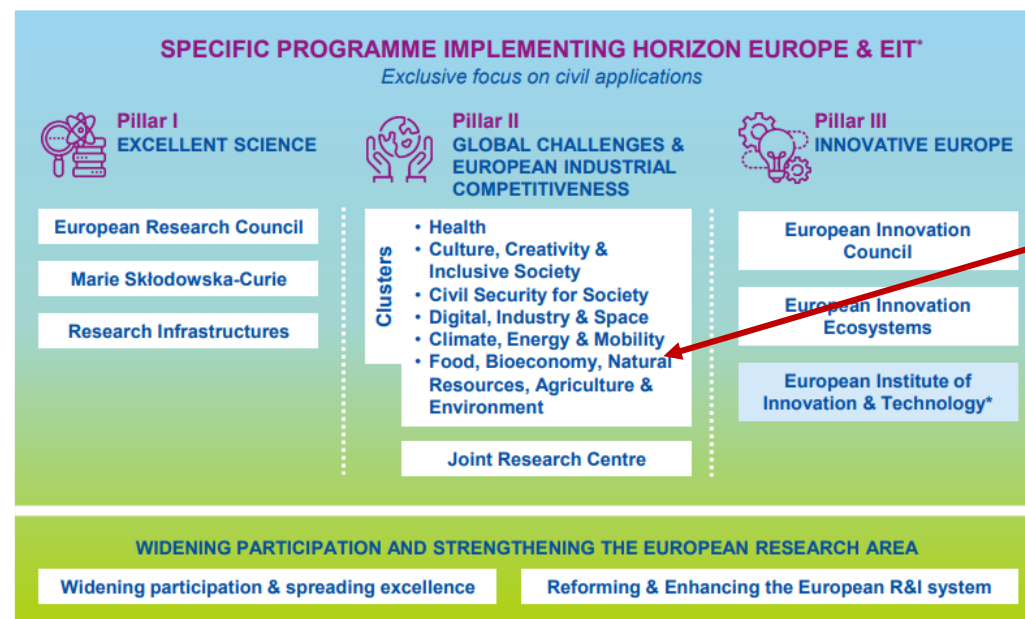 SPECIFIC PROGRAMME IMPLEMENTING HORIZON EUROPE & EIT*
Exclusive focus on civil applications
Pillar I
EXCELLENT SCIENCE
European Research Council
Marie Skłodowska-Curie
Research Infrastructures
Pillar II
GLOBAL CHALLENGES &
EUROPEAN INDUSTRIAL
COMPETITIVENESS
Clusters
• Health
• Culture, Creativity &
Inclusive Society
• Civil Security for Society
• Digital, Industry & Space
• Climate, Energy & Mobility
• Food, Bioeconomy, Natural
Resources, Agriculture &
Environment
Joint Research Centre
Pillar III
INNOVATIVE EUROPE
European Innovation
Council
European Innovation
Ecosystems
European Institute of
Innovation & Technology*
WIDENING PARTICIPATION AND STRENGTHENING THE EUROPEAN RESEARCH AREA
Widening participation & spreading excellence
Reforming & Enhancing the European R&I system